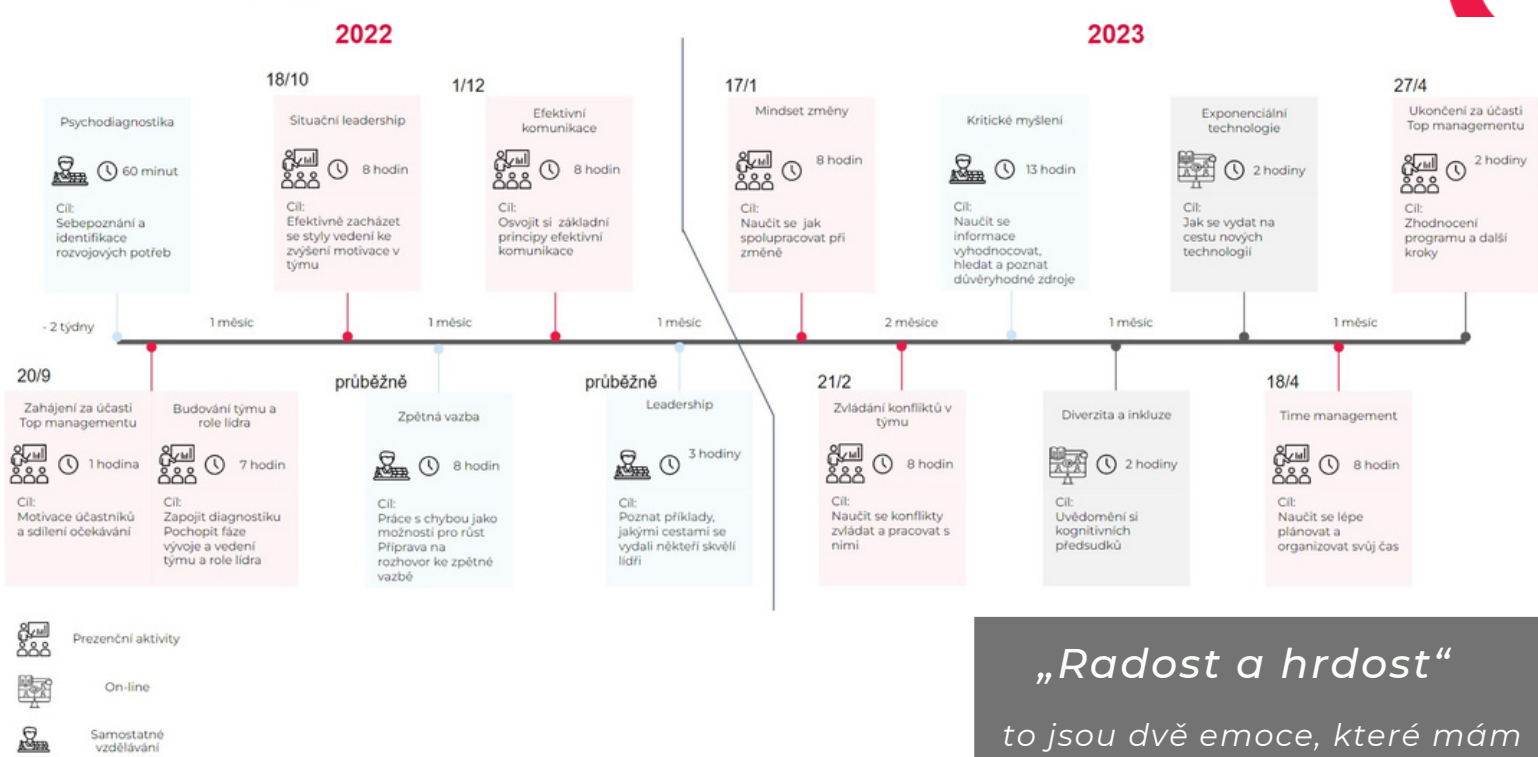 2022
2023
18/10
1/12
17/1
27/4
Psychodiagnostika
60 minut
Cíl:
Sebepoznání a
identifikace
rozvojových potřeb
Situační leadership
8 hodin
Cíl:
Efektivně zacházet
se styly vedení ke
zvýšení motivace v
týmu
Efektivní
komunikace
8 hodin
Cíl:
Osvojit si základní
principy efektivní
komunikace
Mindset změny
8 hodin
Cíl:
Naučit se jak
spolupracovat při
změně
Kritické myšlení
13 hodin
Cíl:
Naučit se
informace
vyhodnocovat,
hledat a poznat
důvěryhodné zdroje
Exponenciální
technologie
2 hodiny
Cíl:
Jak se vydat na
cestu nových
technologií
Ukončení za účasti
Top managementu
2 hodiny
Cíl:
Zhodnocení
programu a další
kroky
- 2 týdny
1 měsíc
1 měsíc
1 měsíc
2 měsíce
1 měsíc
1 měsíc
20/9
průběžně
průběžně
21/2
18/4
Zahájení za účasti
Top managementu
1 hodina
Cíl:
Motivace účastníků
a sdílení očekávání
Budování týmu a
role lídra
7 hodin
Cíl:
Zapojit diagnostiku
Pochopit fáze
vývoje a vedení
týmu a role lídra
Zpětná vazba
8 hodin
Cíl:
Práce s chybou jako
možností pro růst
Příprava na
rozhovor ke zpětné
vazbě
Leadership
3 hodiny
Cíl:
Poznat příklady,
jakými cestami se
vydali někteří skvělí
lídři
Zvládání konfliktů v
týmu
8 hodin
Cíl:
Naučit se konflikty
zvládat a pracovat s
nimi
Diverzita a inkluze
2 hodiny
Cíl:
Uvědomění si
kognitivních
předsudků
Time management
8 hodin
Cíl:
Naučit se lépe
plánovat a
organizovat svůj čas
Prezenční aktivity
On-line
Samostatné
vzdělávání
„Radost a hrdost“
to jsou dvě emoce, které mám